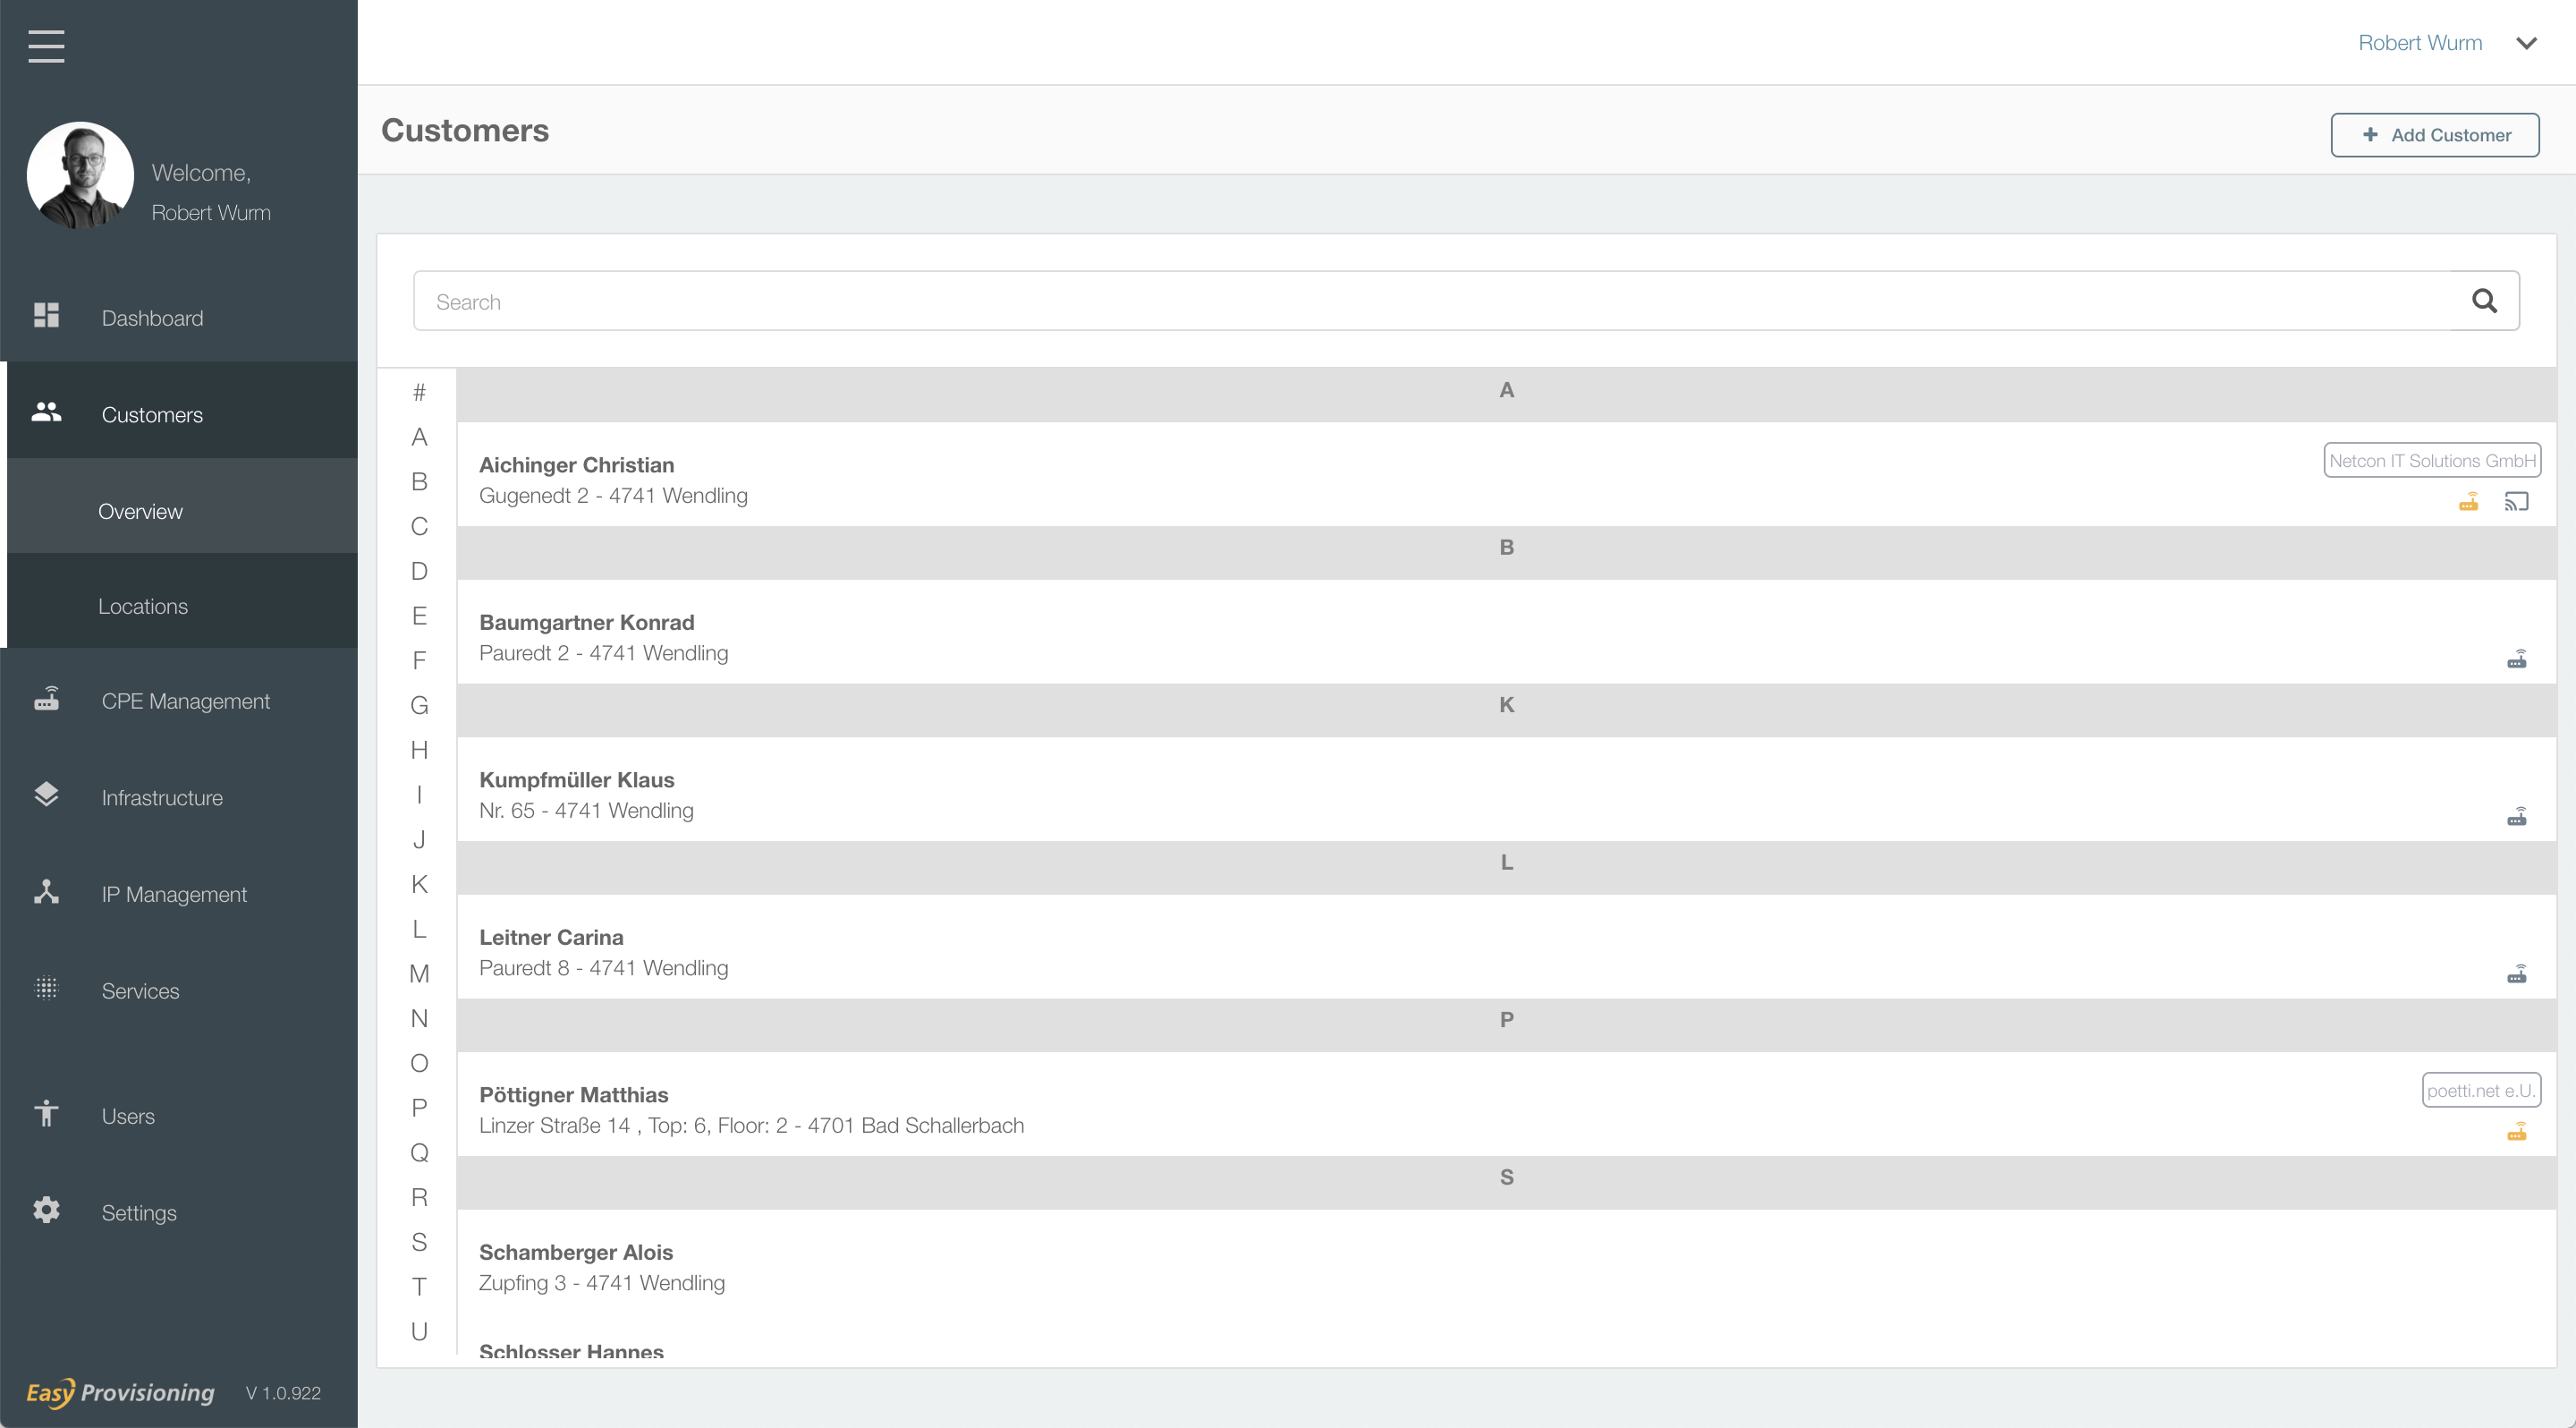 Robert Wurm
Welcome,
Robert Wurm
Dashboard
Customers
Overview
Locations
CPE Management
Infrastructure
IP Management
Services
Users
Settings
Easy Provisioning V 1.0.922
Customers
Add Customer
Search
#
A
B
C
D
E
F
G
H
I
J
K
L
M
N
O
P
Q
R
S
T
U
A
Aichinger Christian
Gugenedt 2 - 4741 Wendling
Netcon IT Solutions GmbH
B
Baumgartner Konrad
Pauredt 2 - 4741 Wendling
K
Kumpfmüller Klaus
Nr. 65 - 4741 Wendling
L
Leitner Carina
Pauredt 8 - 4741 Wendling
P
Pöttigner Matthias
Linzer Straße 14 , Top: 6, Floor: 2 - 4701 Bad Schallerbach
poetti.net e.U.
S
Schamberger Alois
Zupfing 3 - 4741 Wendling
Schlosser Hannes